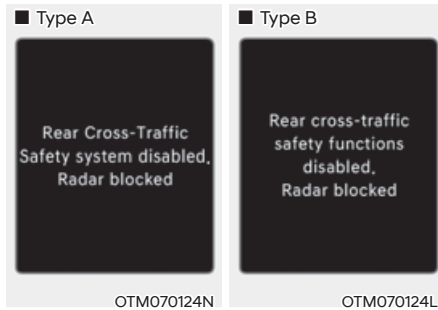 ■ Type A
Rear Cross-Traffic
Safety system disabled.
Radar blocked
OTM070124N
■ Type B
Rear cross-traffic
safety functions
disabled.
Radar blocked
OTM070124L